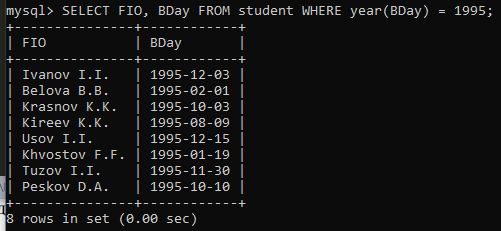 mysql> SELECT FIO, BDay FROM student WHERE year(BDay) = 1995;
+--------------+------------+
| FIO          | BDay       |
+--------------+------------+
| Ivanov I.I.  | 1995-12-03 |
| Belova B.B.  | 1995-02-01 |
| Krasnov K.K. | 1995-10-03 |
| Kireev K.K.  | 1995-08-09 |
| Usov I.I.    | 1995-12-15 |
| Khvostov F.F. | 1995-01-19 |
| Tuzov I.I.   | 1995-11-30 |
| Peskov D.A.  | 1995-10-10 |
+--------------+------------+
8 rows in set (0.00 sec)